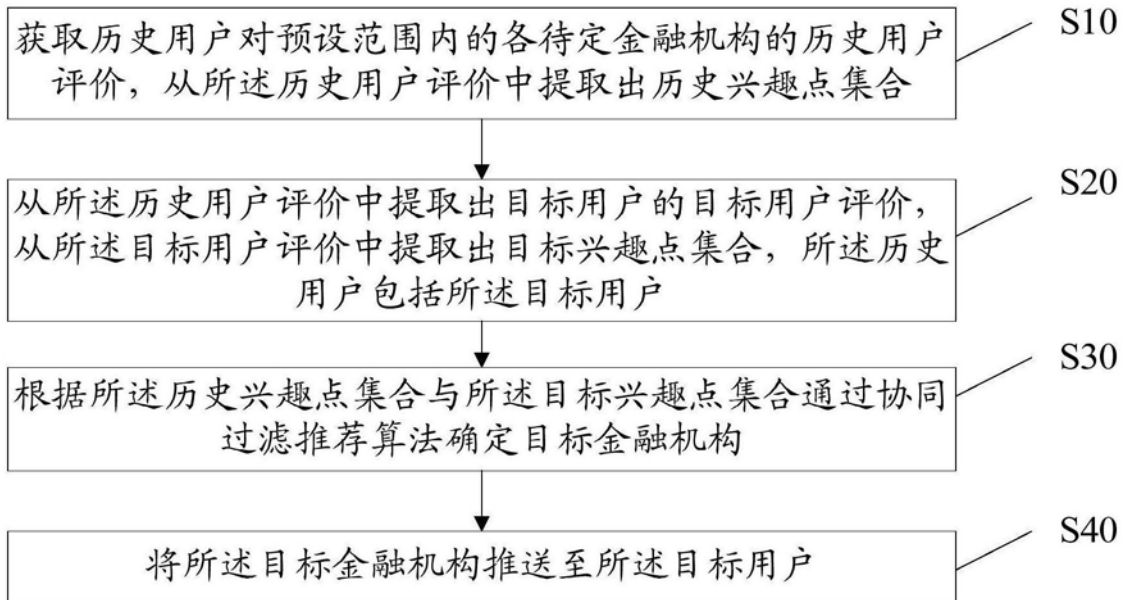 获取历史用户对预设范围内的各待定金融机构的历史用户
评价，从所述历史用户评价中提取出历史兴趣点集合
S10
从所述历史用户评价中提取出目标用户的目标用户评价，
从所述目标用户评价中提取出目标兴趣点集合，所述历史
用户包括所述目标用户
S20
根据所述历史兴趣点集合与所述目标兴趣点集合通过协同
过滤推荐算法确定目标金融机构
S30
将所述目标金融机构推送至所述目标用户
S40